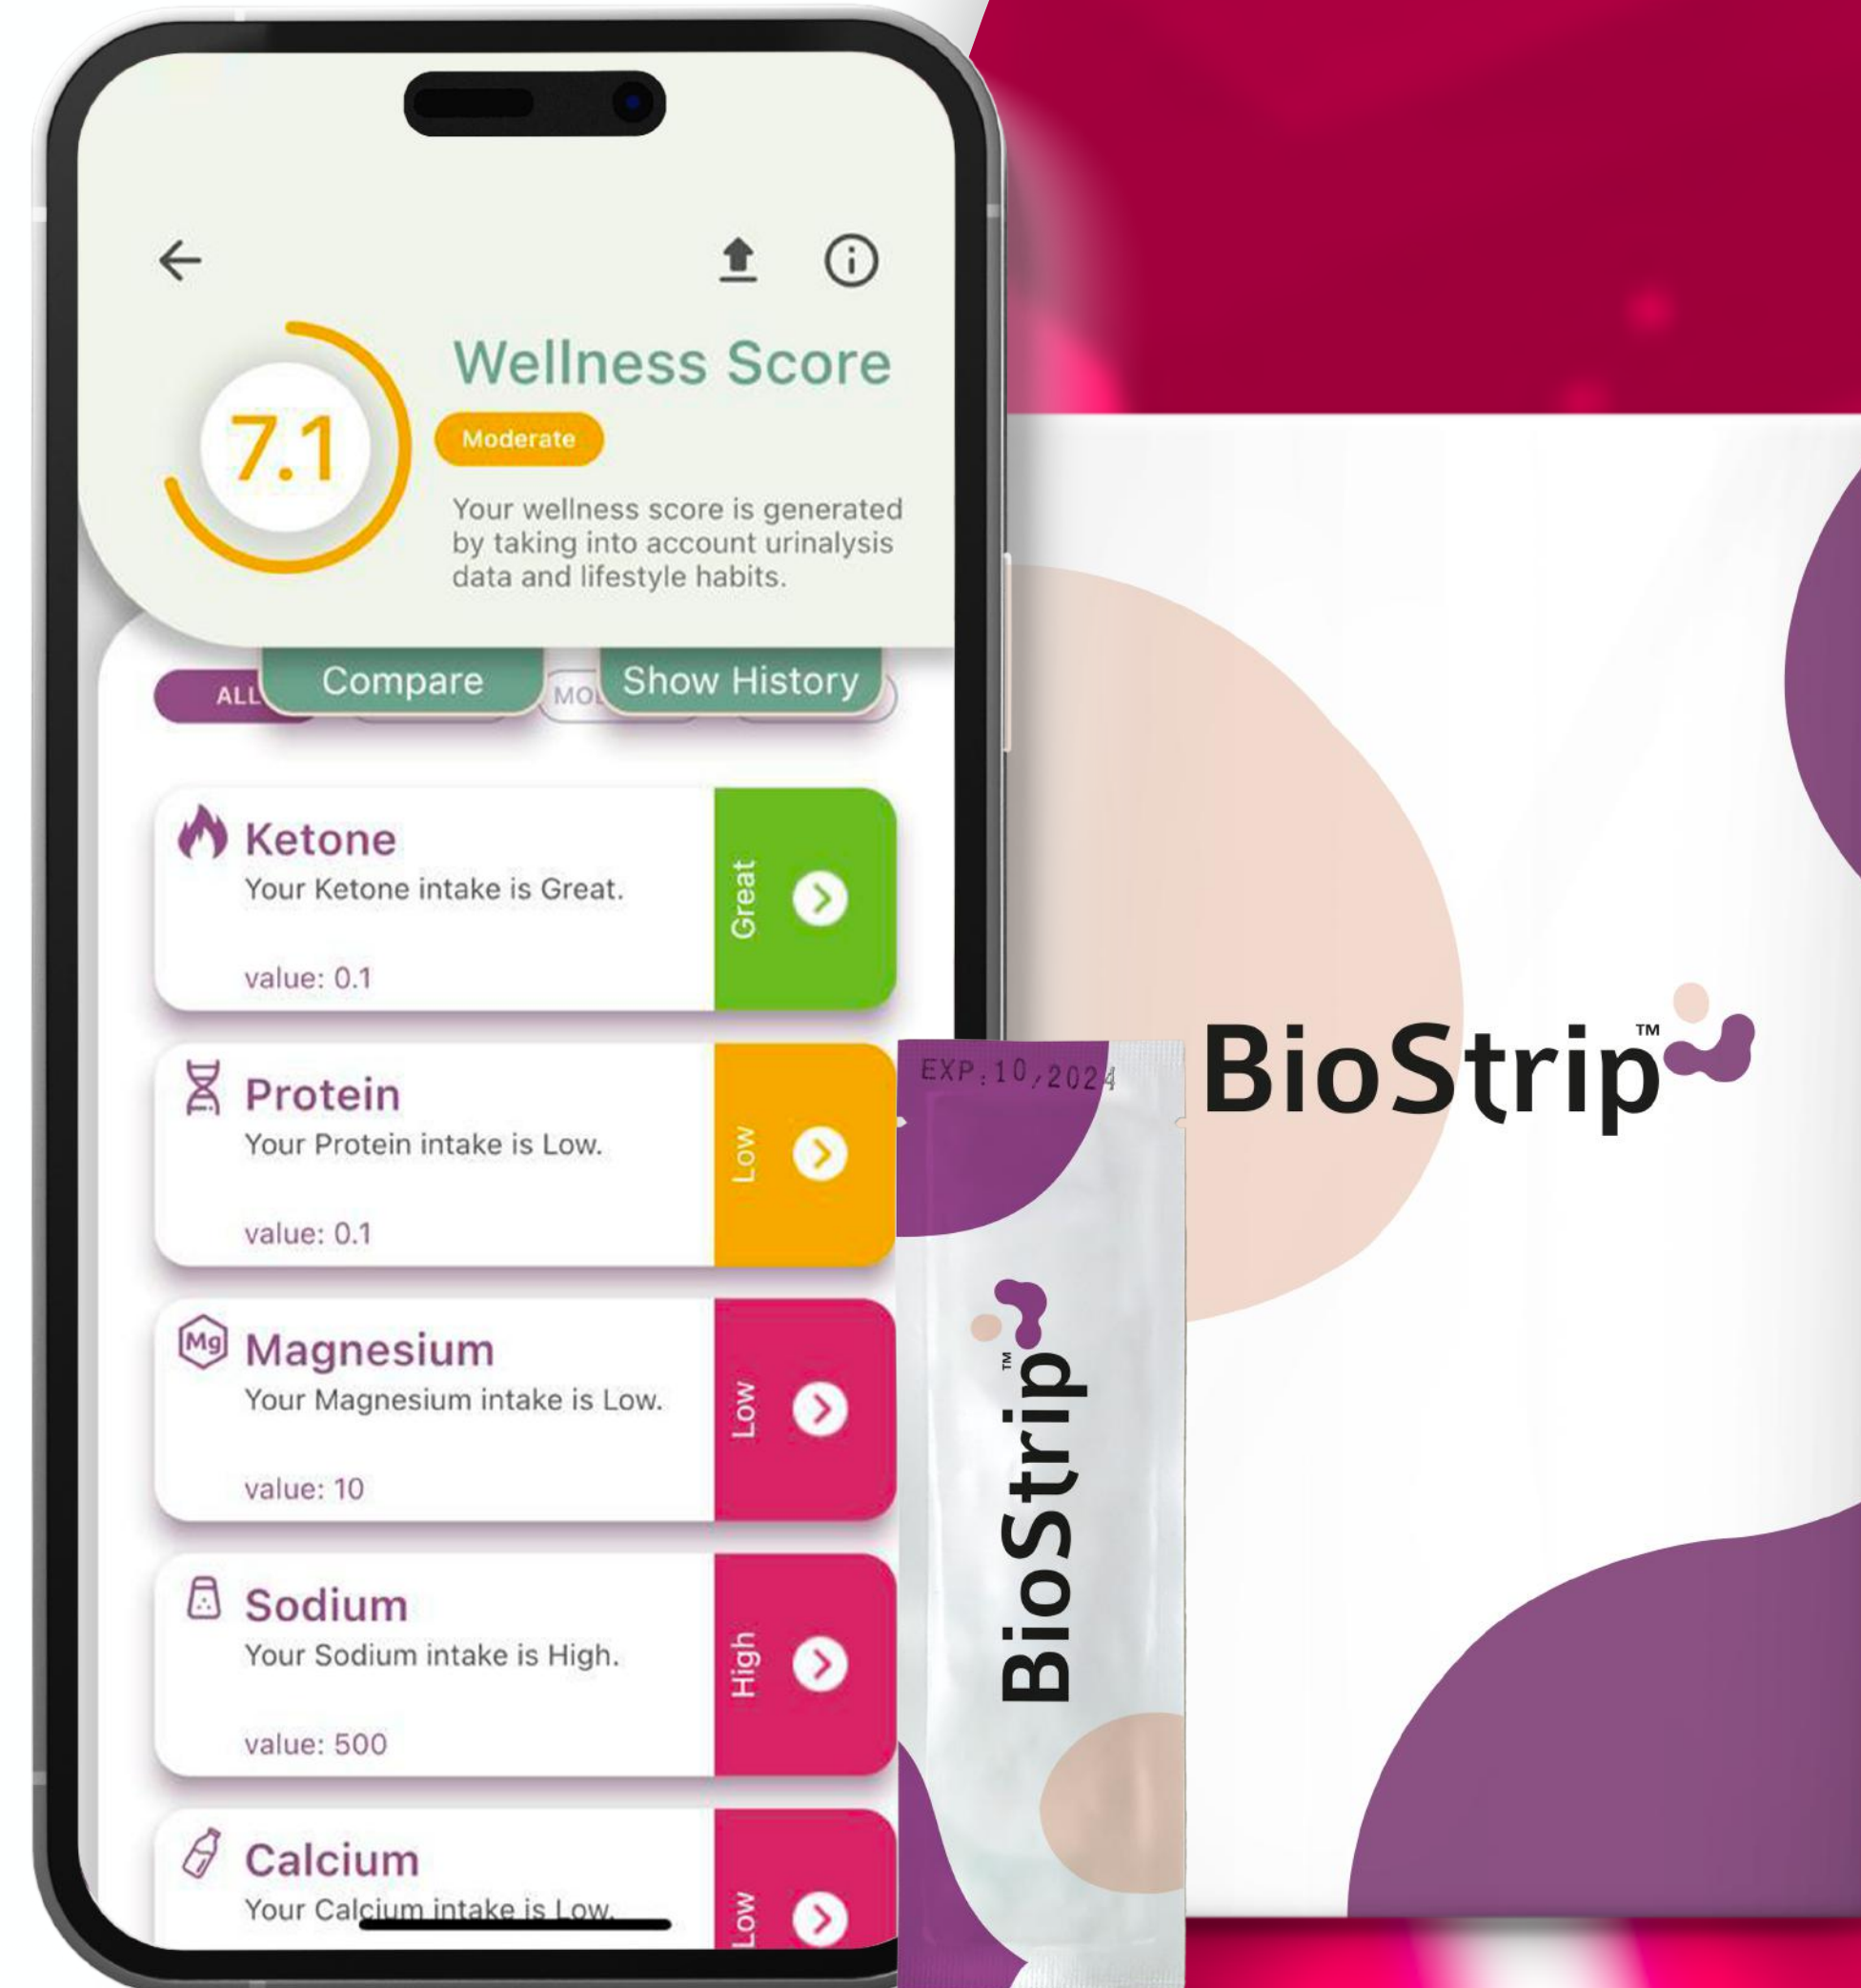 Wellness Score
7.1
Moderate
Your wellness score is generated
by taking into account urinalysis
data and lifestyle habits.
ALL
Compare
Show History
Ketone
Your Ketone intake is Great.
value: 0.1
Great
Protein
Your Protein intake is Low.
value: 0.1
Low
Mg
Magnesium
Your Magnesium intake is Low.
value: 10
Low
Sodium
Your Sodium intake is High.
value: 500
High
Calcium
Your Calcium intake is Low.
Low
EXP:10/2024
BioStrip™
BioStrip™